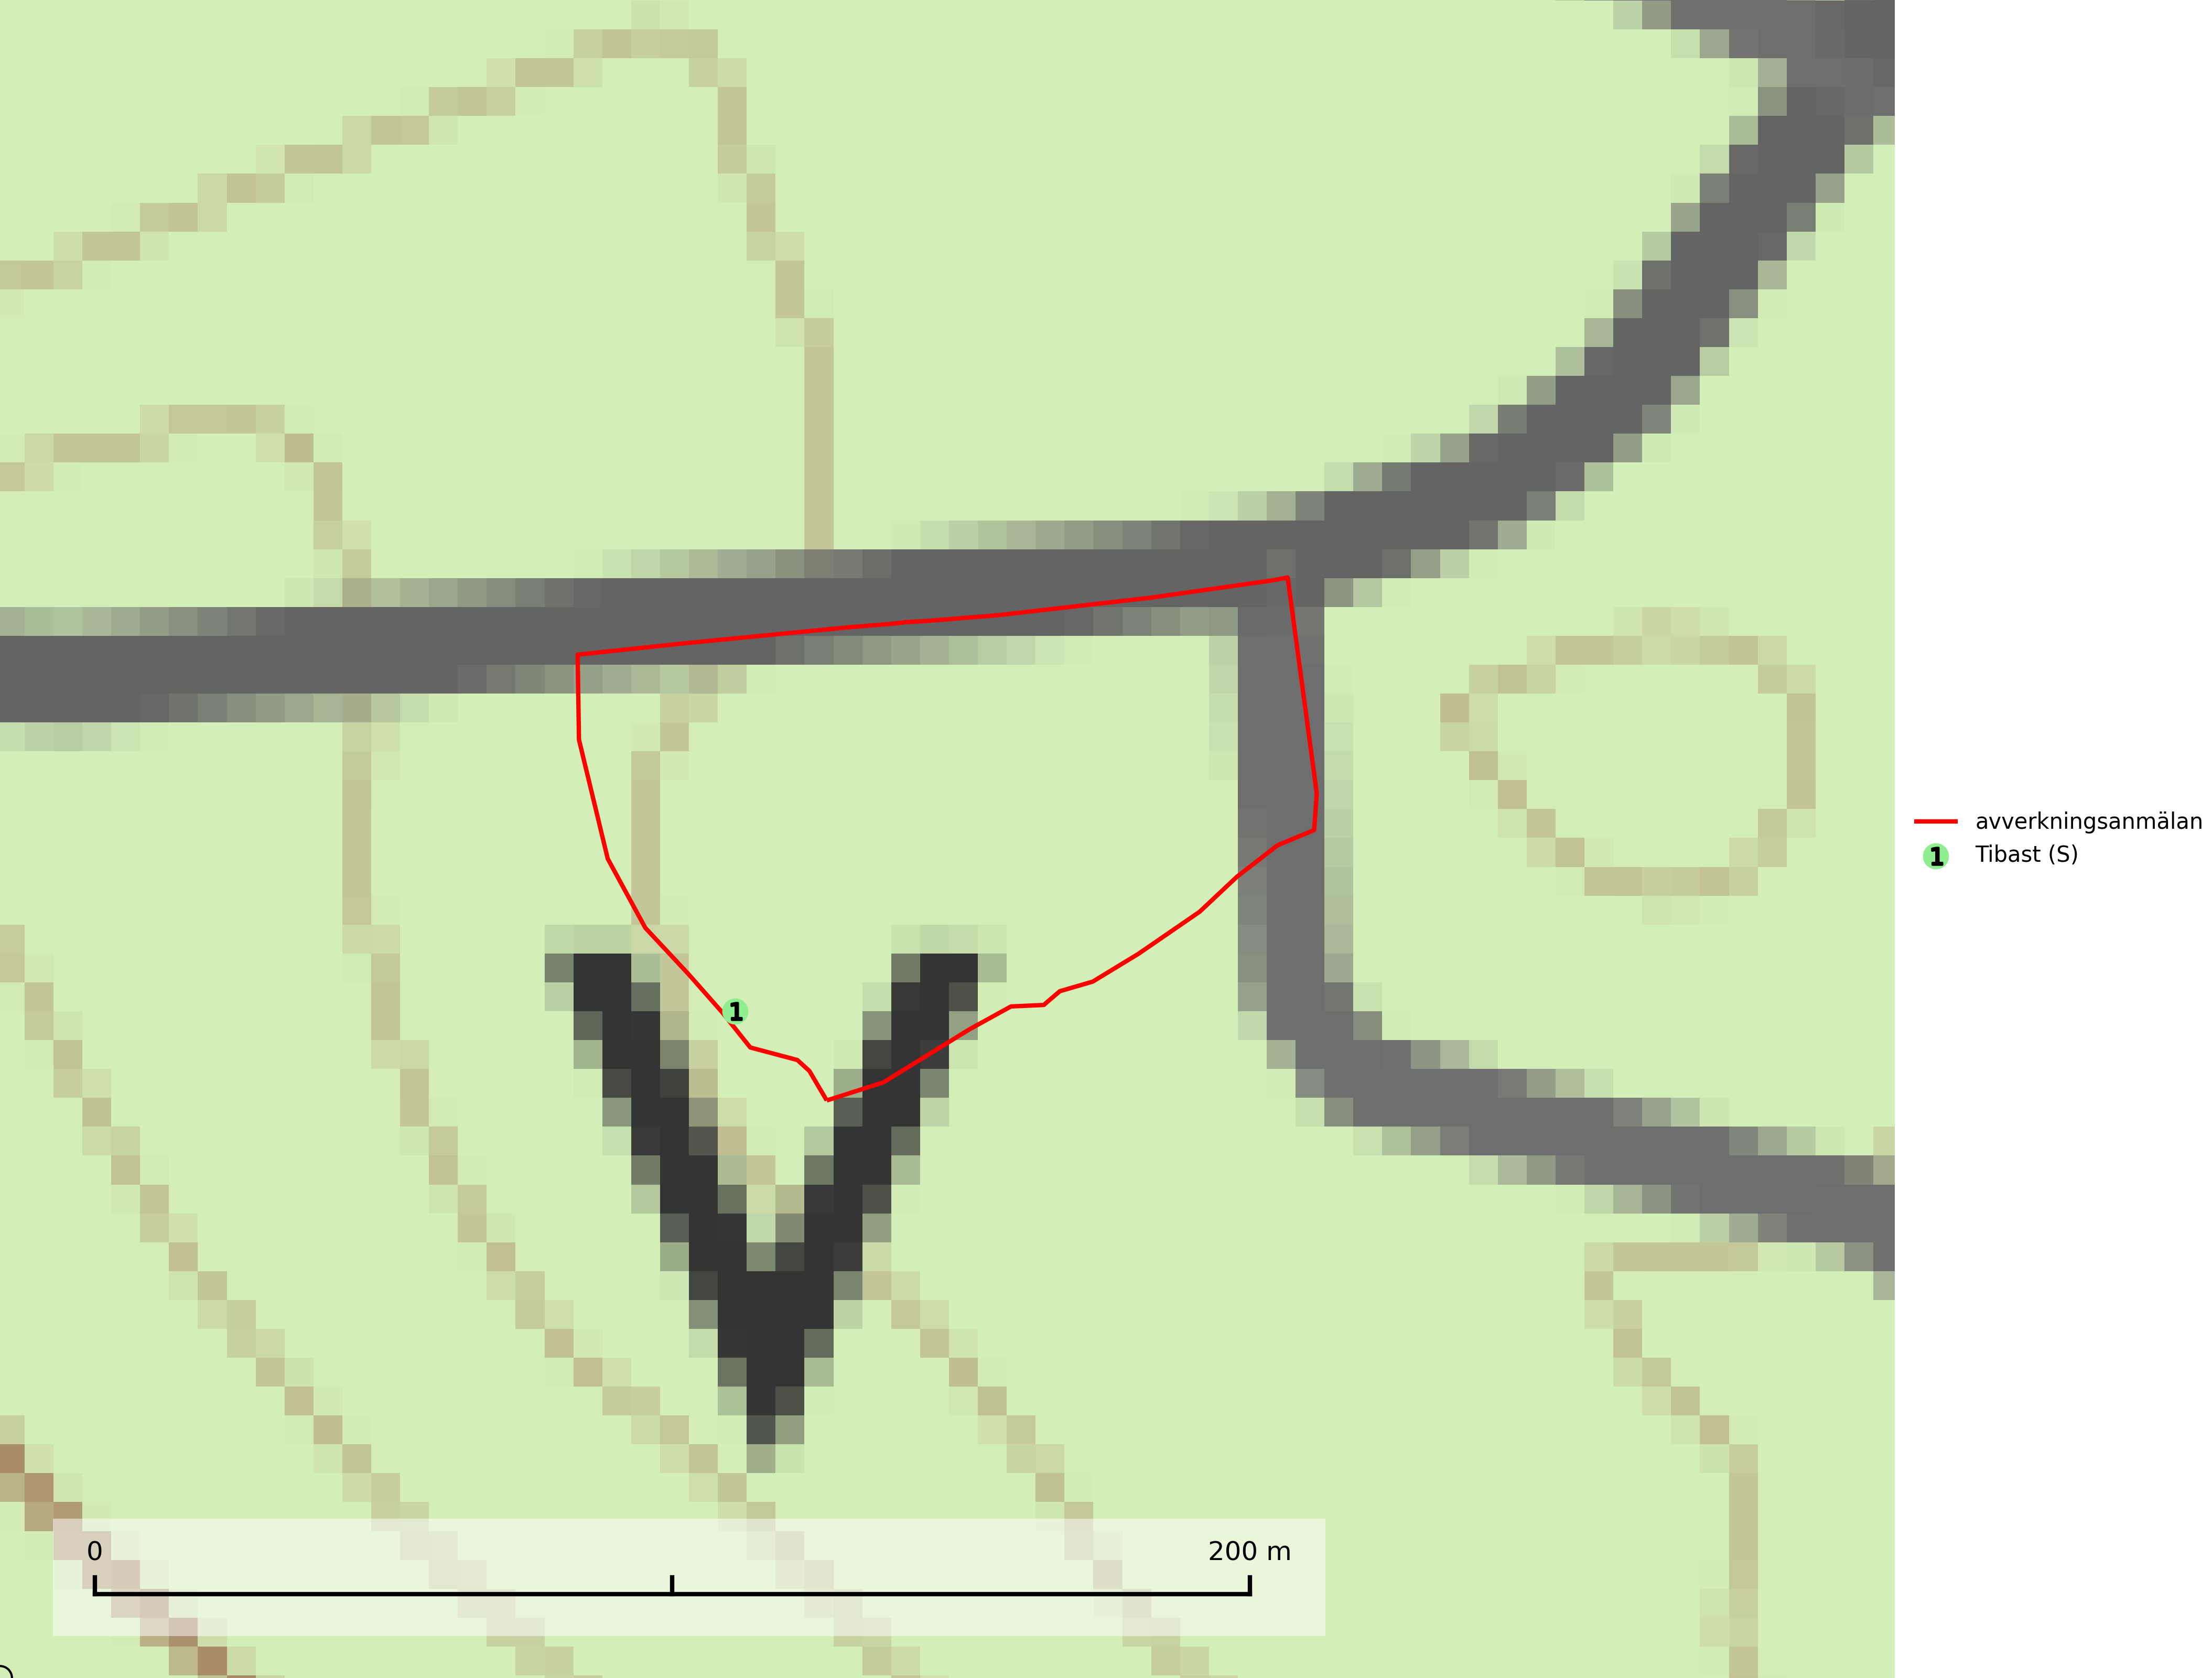 avverkningsanmälan
1 Tibast (S)
1
V
0 200 m